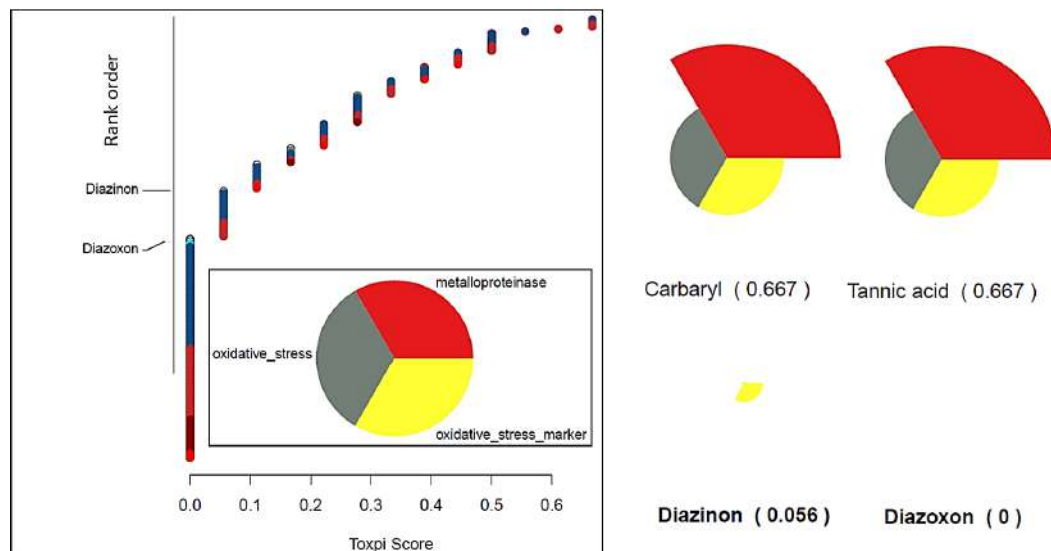 Rank order
Diazinon
Diazoxon
metalloproteinase
oxidative_stress
oxidative_stress_marker
0.0 0.1 0.2 0.3 0.4 0.5 0.6
Toxpi Score
Carbaryl ( 0.667 ) Tannic acid ( 0.667 )
Diazinon ( 0.056 ) Diazoxon ( 0 )